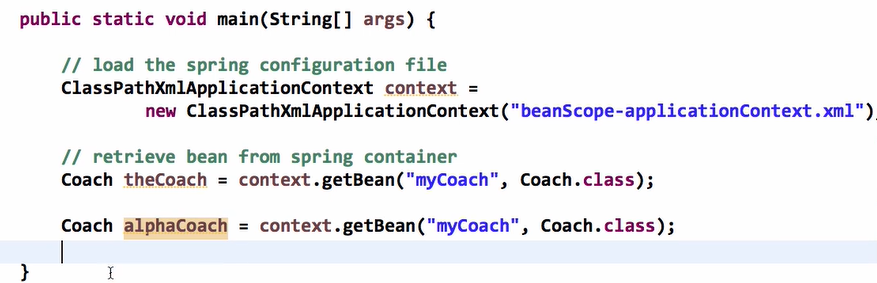 public static void main(String[] args) {
// load the spring configuration file
ClassPathXmlApplicationContext context =
new ClassPathXmlApplicationContext("beanScope-applicationContext.xml")
// retrieve bean from spring container
Coach theCoach = context.getBean("myCoach", Coach.class);
Coach alphaCoach = context.getBean("myCoach", Coach.class);
}